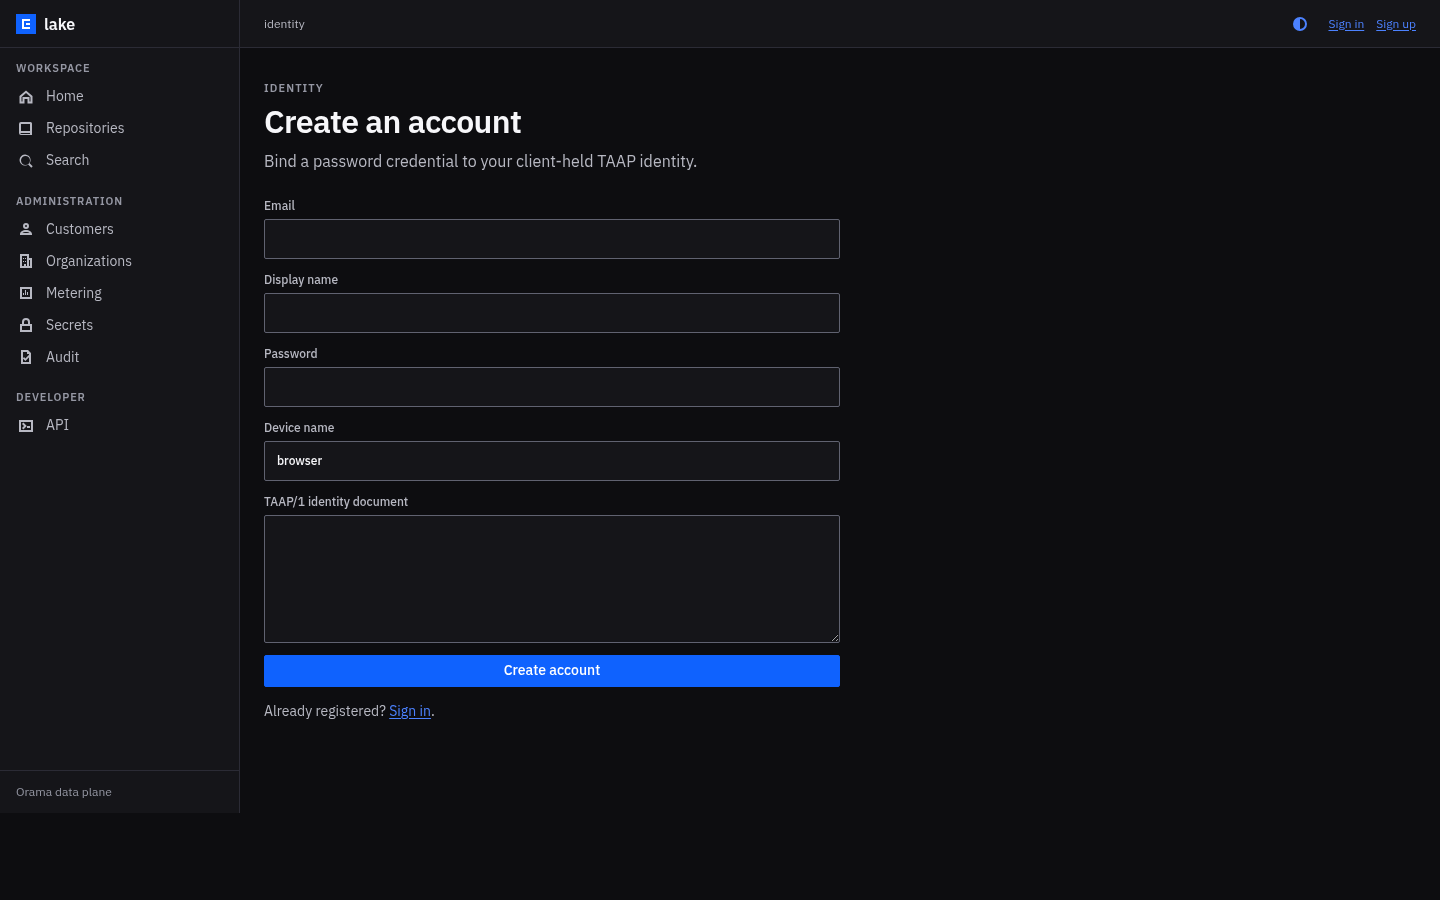 lake
identity
Sign in
Sign up
WORKSPACE
Home
Repositories
Search
ADMINISTRATION
Customers
Organizations
Metering
Secrets
Audit
DEVELOPER
API
Orama data plane
IDENTITY
Create an account
Bind a password credential to your client-held TAAP identity.
Email
Display name
Password
Device name
browser
TAAP/1 identity document
Create account
Already registered? Sign in.